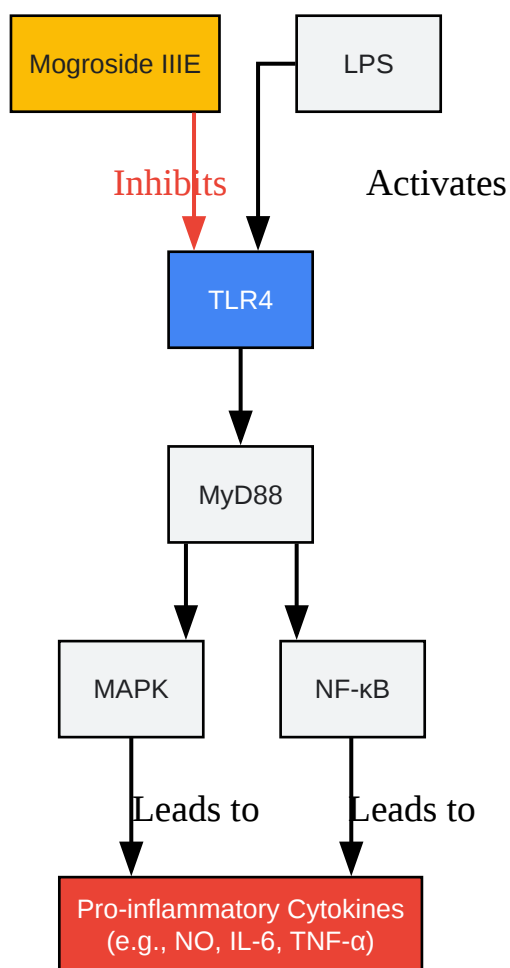 Mogroside IIIE
LPS
Inhibits
Activates
TLR4
MyD88
MAPK
NF-κB
Leads to
Leads to
Pro-inflammatory Cytokines
(e.g., NO, IL-6, TNF-α)